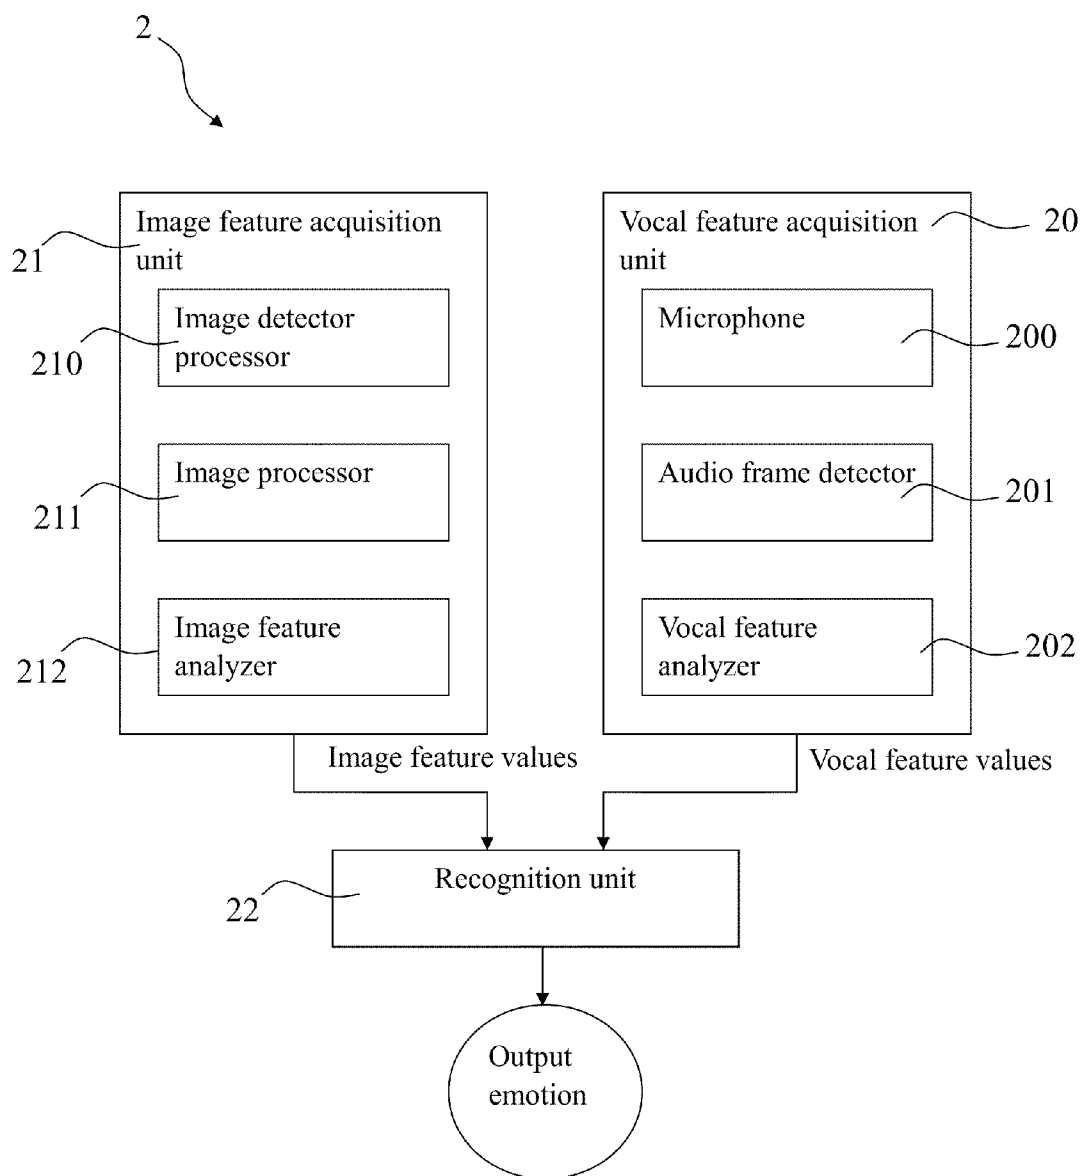 2
Image feature acquisition
unit
21
Image detector
processor
210
Image processor
211
Image feature
analyzer
212
Vocal feature acquisition
unit
20
Microphone
200
Audio frame detector
201
Vocal feature
analyzer
202
Image feature values
Vocal feature values
Recognition unit
22
Output
emotion